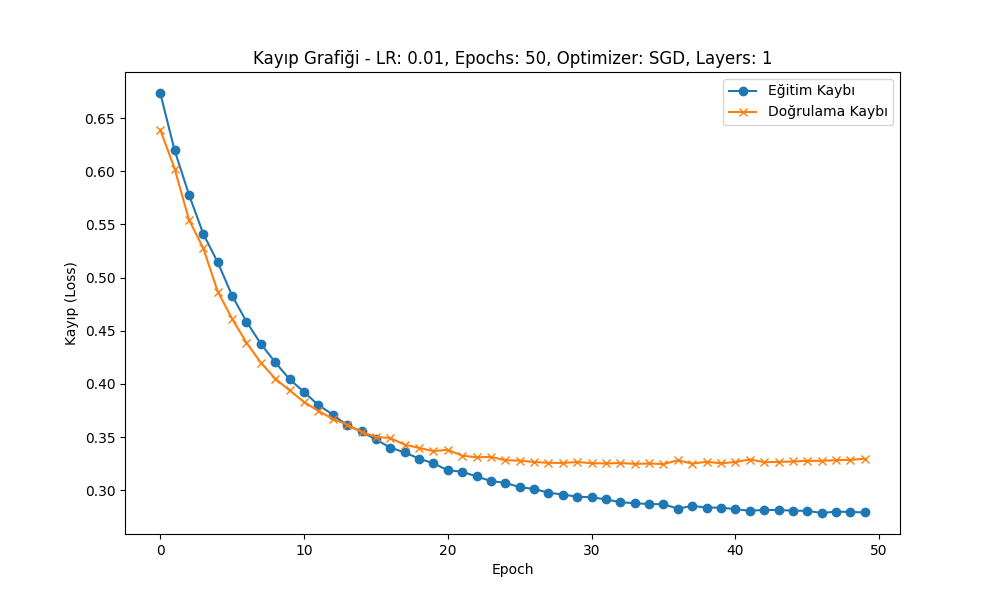 Kayıp Grafiği - LR: 0.01, Epochs: 50, Optimizer: SGD, Layers: 1
Eğitim Kaybı
Doğrulama Kaybı
Kayıp (Loss)
0.65
0.60
0.55
0.50
0.45
0.40
0.35
0.30
0 10 20 30 40 50
Epoch